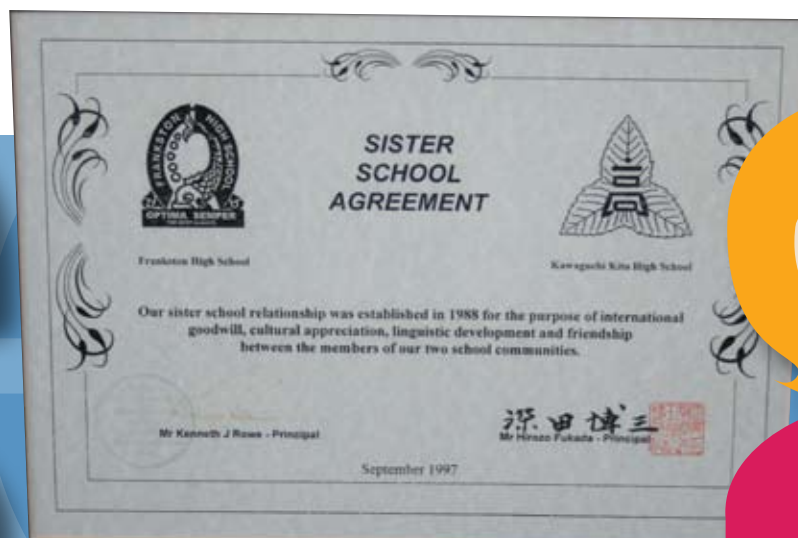 FRANKSTON HIGH SCHOOL
OPTIMA SEMPER
SISTER
SCHOOL
AGREEMENT
高
Frankston High School
Kawaguchi Kita High School
Our sister school relationship was established in 1988 for the purpose of international
goodwill, cultural appreciation, linguistic development and friendship
between the members of our two school communities.
深田博三
Mr Kenneth J Rowe - Principal
Mr Hirozo Fukada - Principal
September 1997